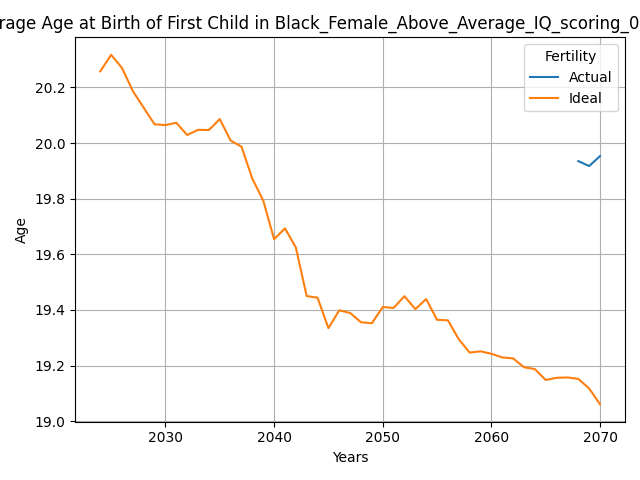 rage Age at Birth of First Child in Black_Female_Above_Average_IQ_scoring_0
Fertility
Actual
Ideal
20.2
20.0
19.8
19.6
19.4
19.2
19.0
Age
2030 2040 2050 2060 2070
Years